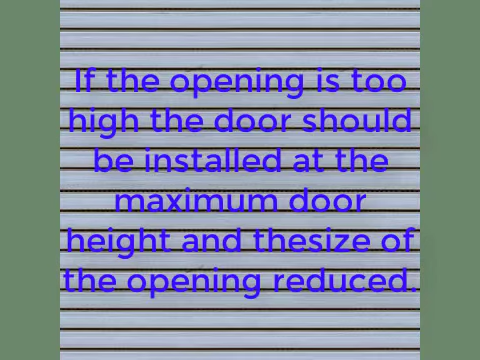 If the opening is too
high the door should
be installed at the
maximum door
height and thesize of
the opening reduced.